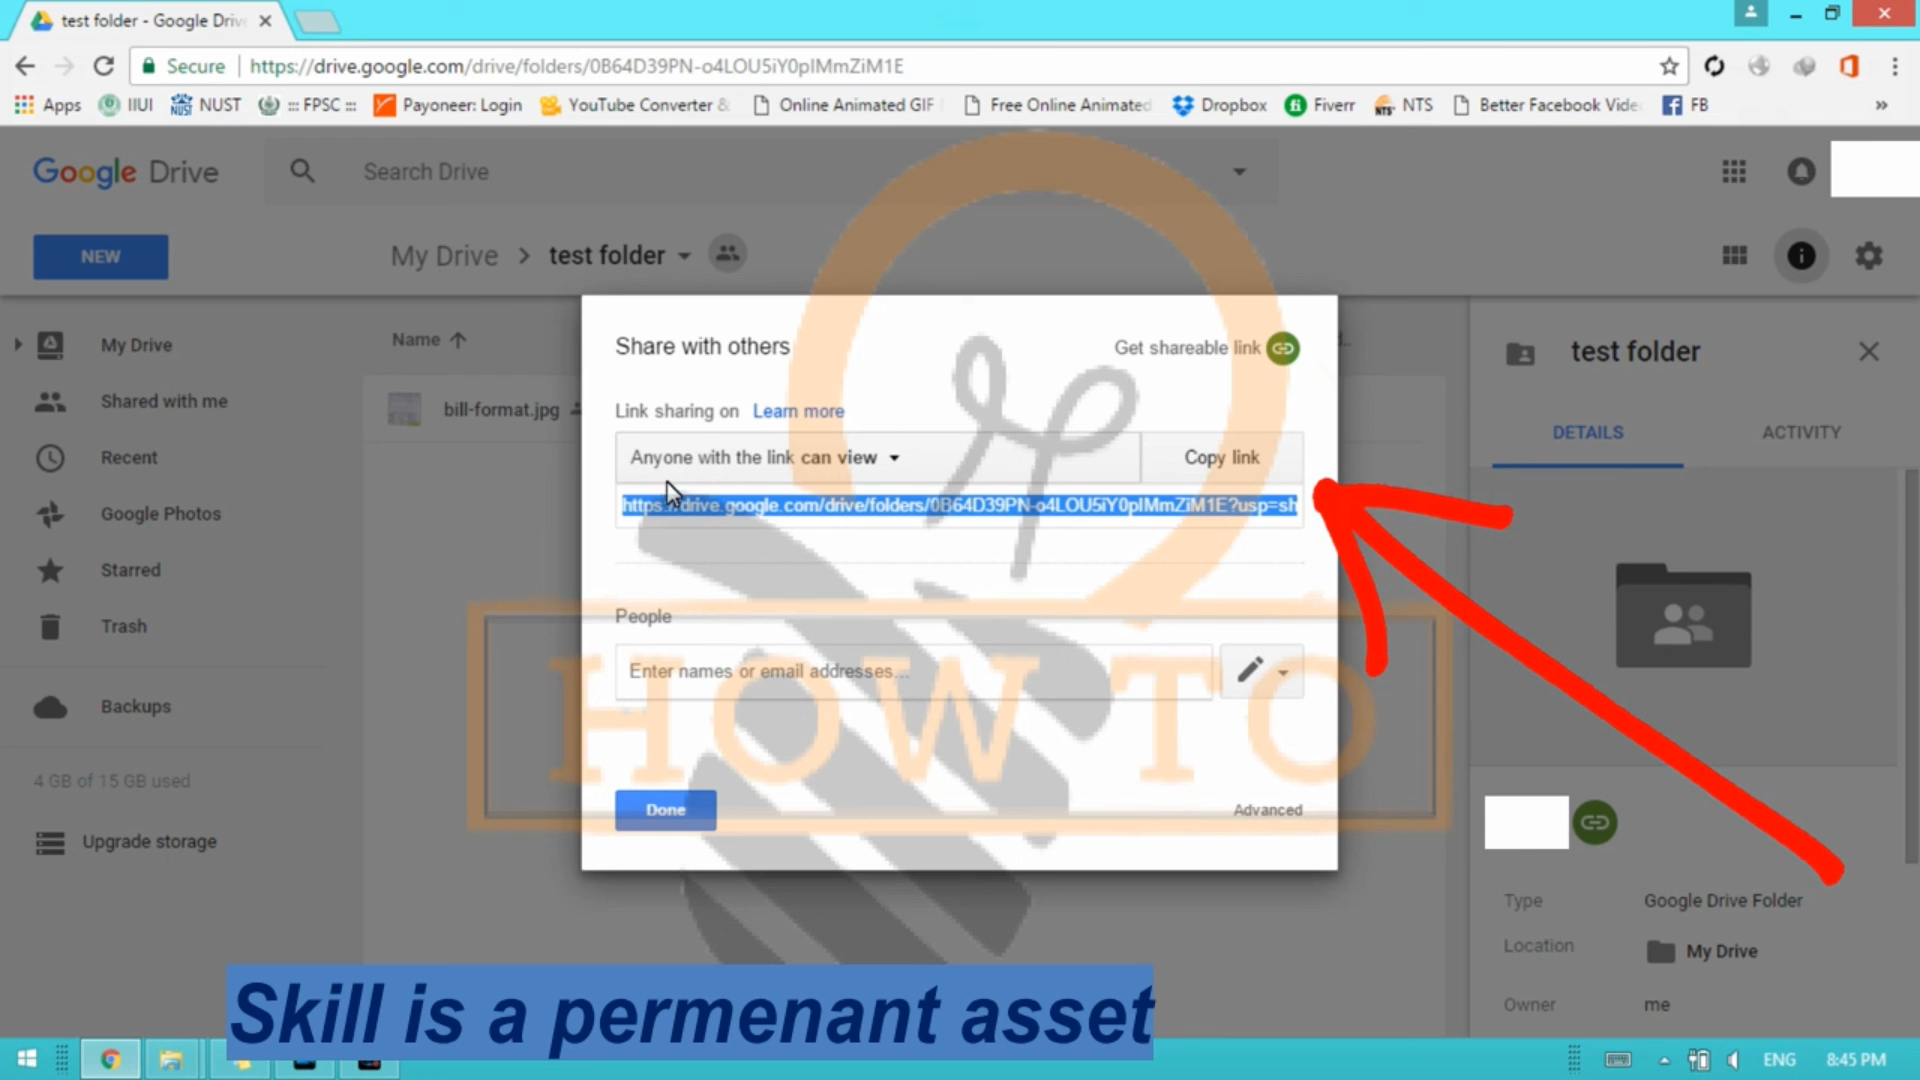 test folder - Google Driv
Secure https://drive.google.com/drive/folders/0B64D39PN-o4LOU5iY0pIMmZiM1E
Apps IIUI NUST ::: FPSC ::: Payoneer: Login YouTube Converter & Online Animated GIF Free Online Animated Dropbox Fiverr NTS Better Facebook Vide FB »
Google Drive Search Drive
NEW My Drive > test folder
My Drive
Shared with me
Recent
Google Photos
Starred
Trash
Backups
4 GB of 15 GB used
Upgrade storage
Name
bill-format.jpg
Share with others Get shareable link
Link sharing on Learn more
Anyone with the link can view Copy link
https://drive.google.com/drive/folders/0B64D39PN-o4LOU5iY0pIMmZiM1E?usp=sh
People
Enter names or email addresses...
HOW TO
Done Advanced
test folder
DETAILS ACTIVITY
Type Google Drive Folder
Location My Drive
Owner me
Skill is a permenant asset
ENG 8:45 PM